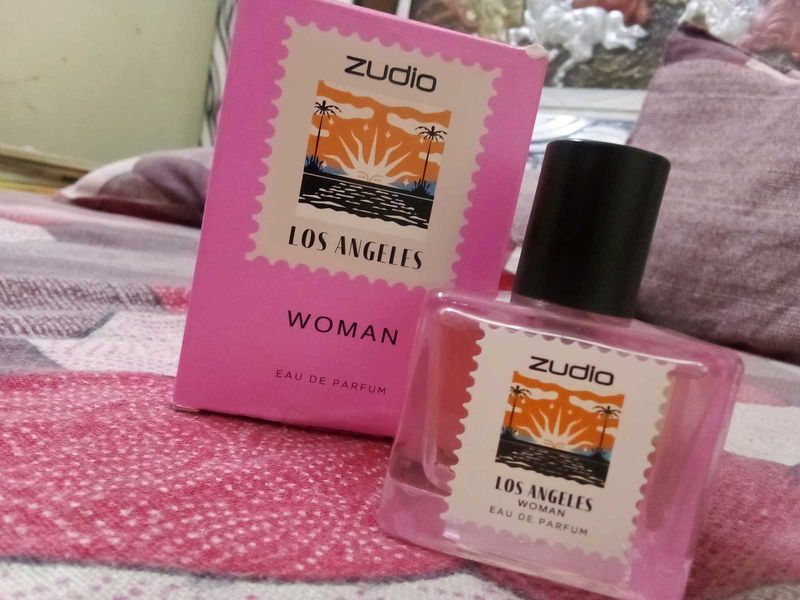 zudio
LOS ANGELES
WOMAN
EAU DE PARFUM
zudio
LOS ANGELES
WOMAN
EAU DE PARFUM